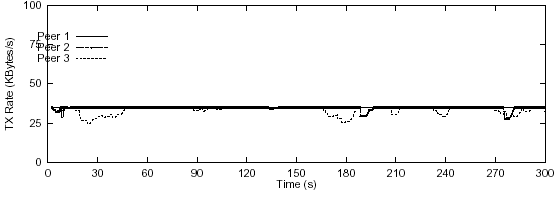 100
Peer 1
75
Peer 2
Peer 3
50
25
0
TX Rate (KBytes/s)
0 30 60 90 120 150 180 210 240 270 300
Time (s)